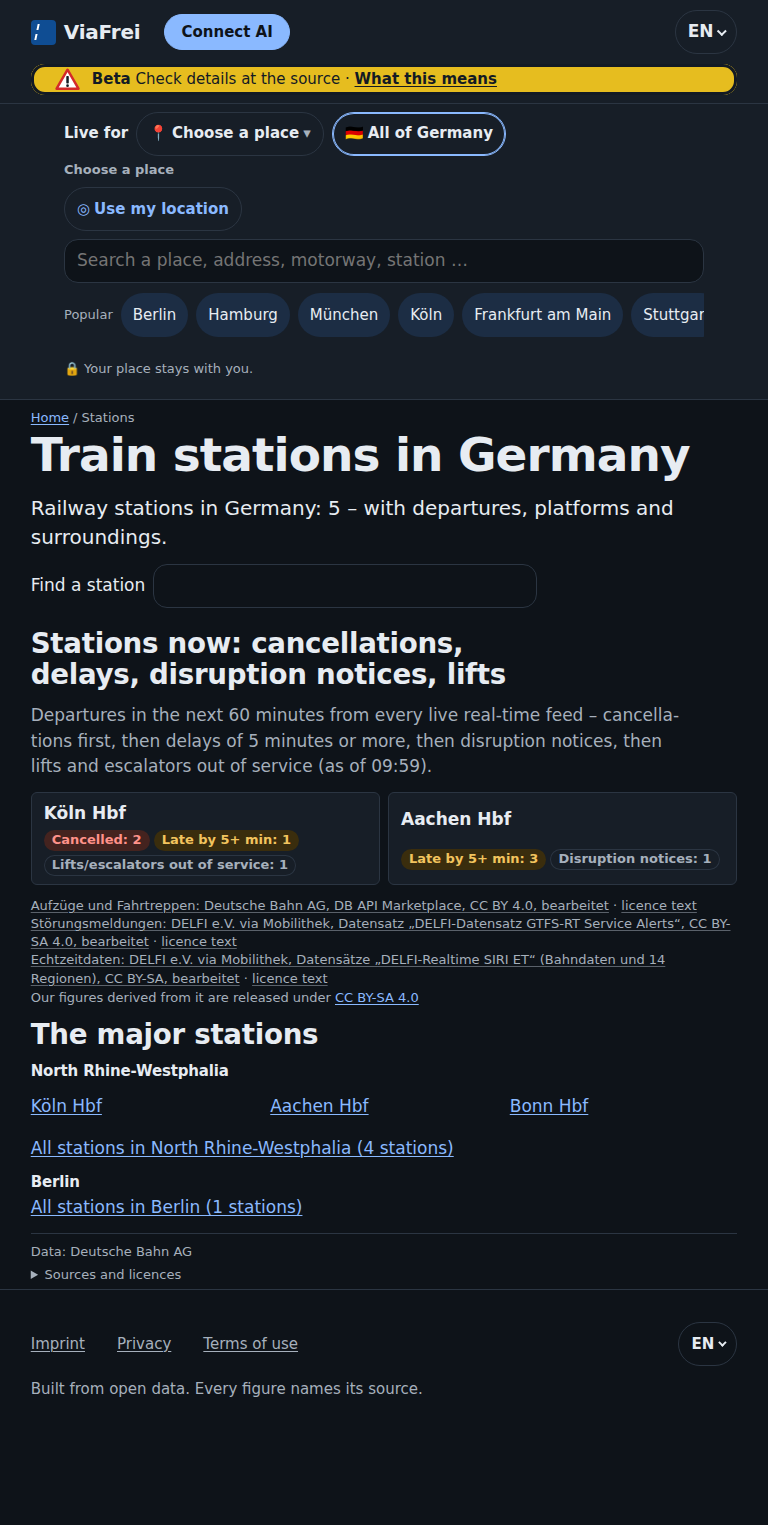 ViaFrei
Connect AI
EN
Beta Check details at the source · What this means
Live for
📍 Choose a place ▾
🇩🇪 All of Germany
Choose a place
◎ Use my location
Search a place, address, motorway, station …
Popular
Berlin
Hamburg
München
Köln
Frankfurt am Main
Stuttgar
🔒 Your place stays with you.
Home / Stations
Train stations in Germany
Railway stations in Germany: 5 – with departures, platforms and
surroundings.
Find a station
Stations now: cancellations,
delays, disruption notices, lifts
Departures in the next 60 minutes from every live real-time feed – cancella-
tions first, then delays of 5 minutes or more, then disruption notices, then
lifts and escalators out of service (as of 09:59).
Köln Hbf
Cancelled: 2
Late by 5+ min: 1
Lifts/escalators out of service: 1
Aachen Hbf
Late by 5+ min: 3
Disruption notices: 1
Aufzüge und Fahrtreppen: Deutsche Bahn AG, DB API Marketplace, CC BY 4.0, bearbeitet · licence text
Störungsmeldungen: DELFI e.V. via Mobilithek, Datensatz „DELFI-Datensatz GTFS-RT Service Alerts“, CC BY-
SA 4.0, bearbeitet · licence text
Echtzeitdaten: DELFI e.V. via Mobilithek, Datensätze „DELFI-Realtime SIRI ET“ (Bahndaten und 14
Regionen), CC BY-SA, bearbeitet · licence text
Our figures derived from it are released under CC BY-SA 4.0
The major stations
North Rhine-Westphalia
Köln Hbf
Aachen Hbf
Bonn Hbf
All stations in North Rhine-Westphalia (4 stations)
Berlin
All stations in Berlin (1 stations)
Data: Deutsche Bahn AG
▶ Sources and licences
Imprint
Privacy
Terms of use
EN
Built from open data. Every figure names its source.